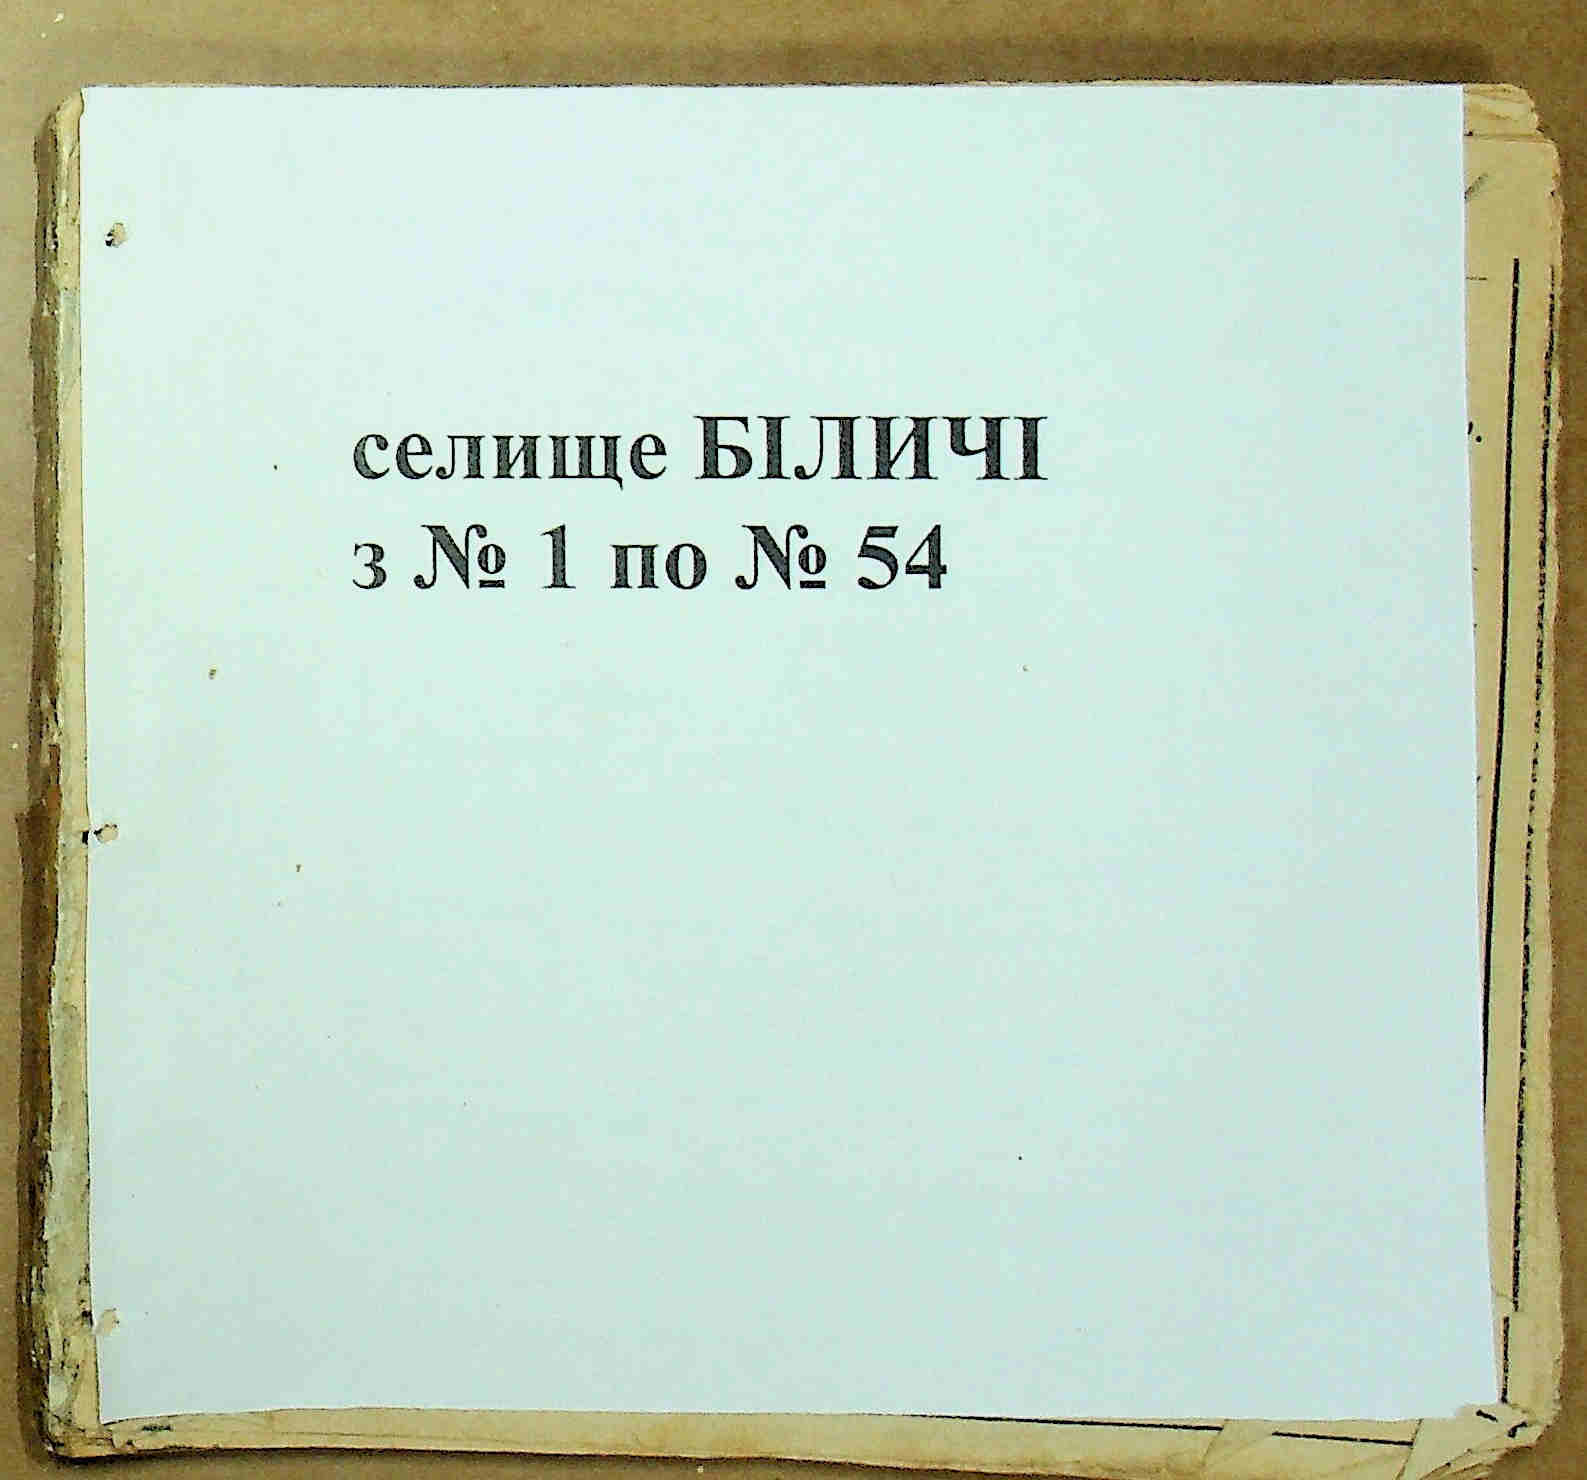 селище БІЛИЧІ
з № 1 по № 54